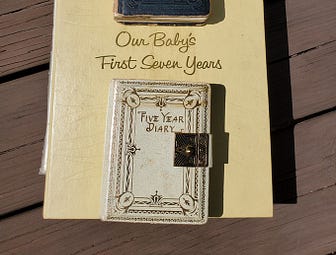 Our Baby's
First Seven Years
FIVE YEAR
DIARY